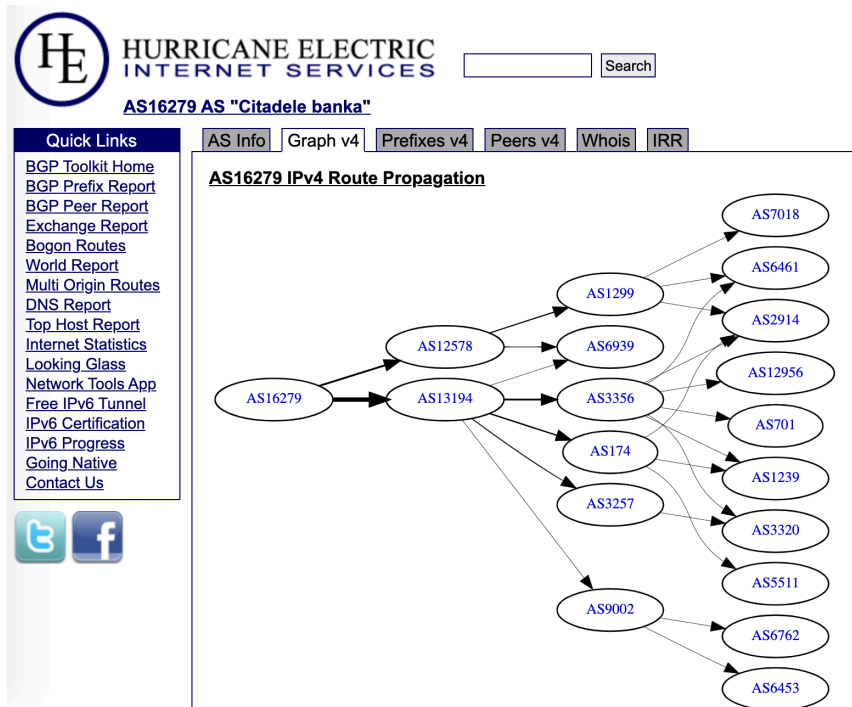 HE
HURRICANE ELECTRIC
INTERNET SERVICES
Search
AS16279 AS "Citadele banka"
Quick Links
BGP Toolkit Home
BGP Prefix Report
BGP Peer Report
Exchange Report
Bogon Routes
World Report
Multi Origin Routes
DNS Report
Top Host Report
Internet Statistics
Looking Glass
Network Tools App
Free IPv6 Tunnel
IPv6 Certification
IPv6 Progress
Going Native
Contact Us
AS Info Graph v4 Prefixes v4 Peers v4 Whois IRR
AS16279 IPv4 Route Propagation
AS16279
AS12578
AS13194
AS1299
AS6939
AS3356
AS174
AS3257
AS9002
AS7018
AS6461
AS2914
AS12956
AS701
AS1239
AS3320
AS5511
AS6762
AS6453